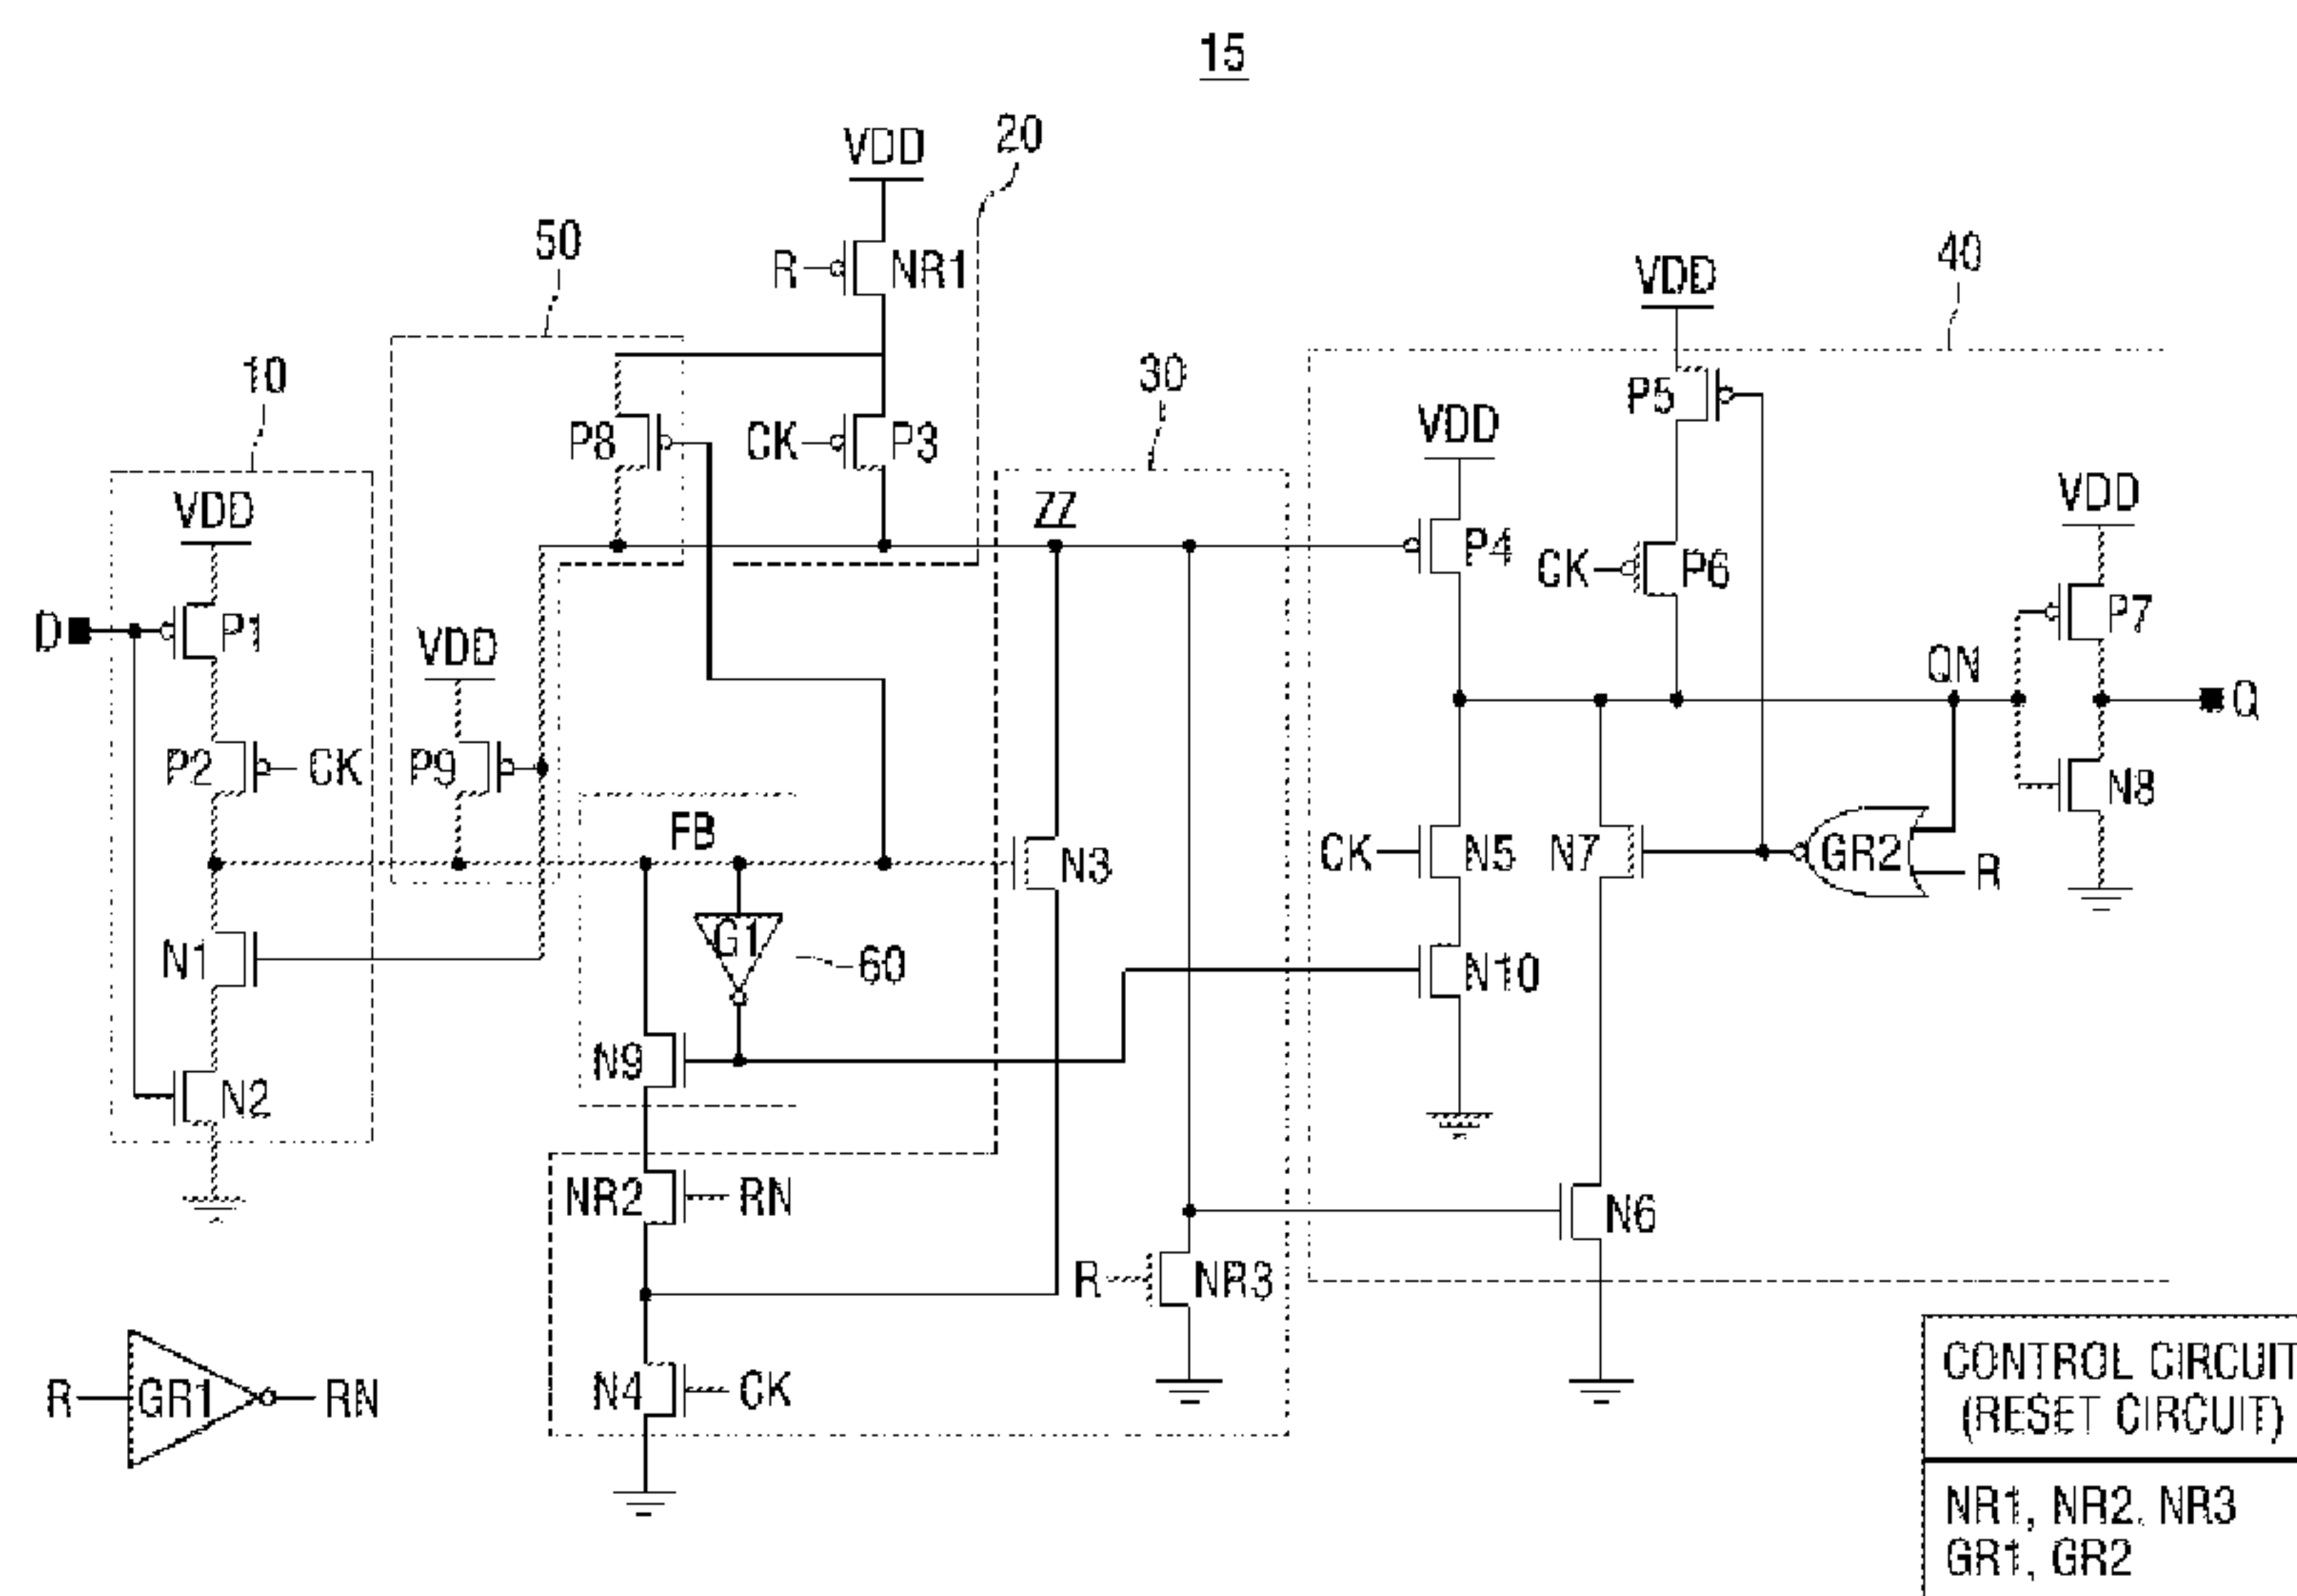 15
VDD
20
50
R
NR1
40
VDD
10
30
P5
VDD
P8
CK
P3
VDD
ZZ
VDD
P4
CK
P6
D
P1
VDD
P7
QN
Q
P2
CK
P9
FB
N8
N3
CK
N5
N7
GR2
R
G1
N1
60
N10
N9
N2
NR2
RN
N6
R
NR3
R
GR1
RN
N4
CK
CONTROL CIRCUIT
(RESET CIRCUIT)
NR1, NR2, NR3
GR1, GR2